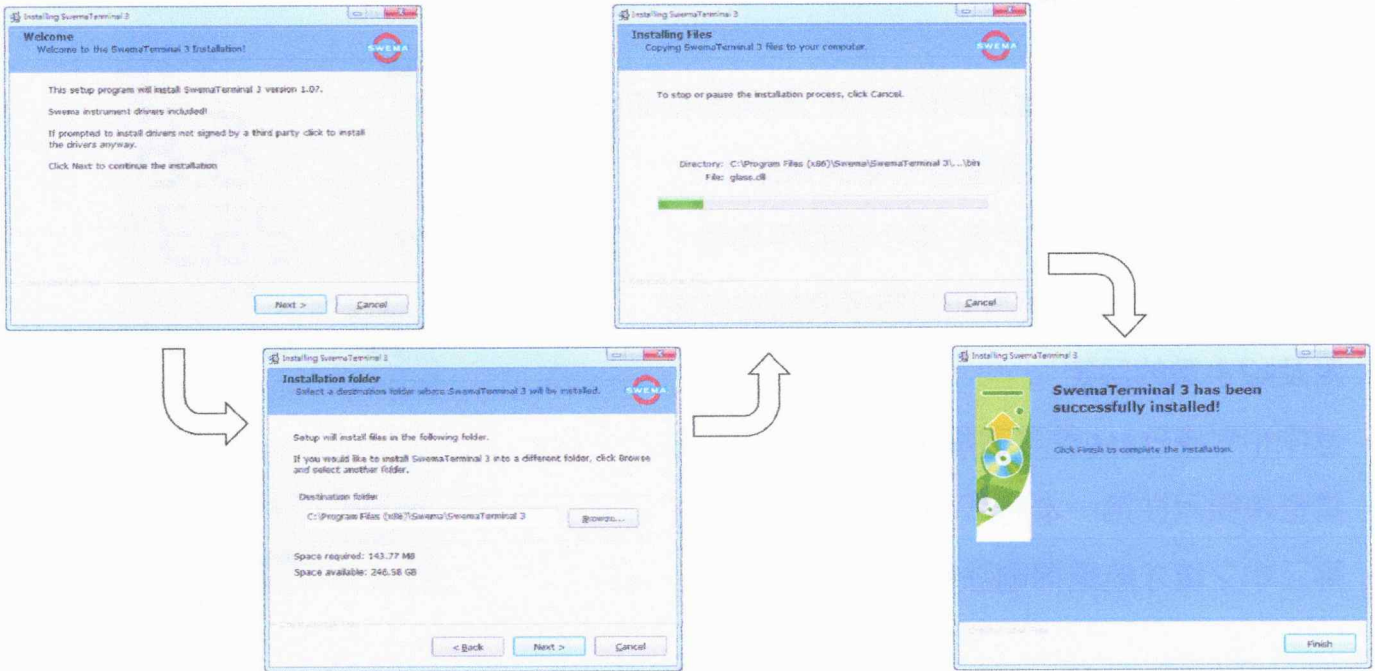 Installing SwemaTerminal 3
Welcome
Welcome to the SwemaTerminal 3 Installation!
SWEMA
This setup program will install SwemaTerminal 3 version 1.07.
Swema instrument drivers included!
If prompted to install drivers not signed by a third party click to install
the drivers anyway.
Click Next to continue the installation
Next >
Cancel
Installing SwemaTerminal 3
Installation folder
Select a destination folder where SwemaTerminal 3 will be installed.
SWEMA
Setup will install files in the following folder.
If you would like to install SwemaTerminal 3 into a different folder, click Browse
and select another folder.
Destination folder
C:\Program Files (x86)\Swema\SwemaTerminal 3
Browse...
Space required: 143.77 MB
Space available: 246.58 GB
< Back
Next >
Cancel
Installing SwemaTerminal 3
Installing Files
Copying SwemaTerminal 3 files to your computer.
SWEMA
To stop or pause the installation process, click Cancel.
Directory: C:\Program Files (x86)\Swema\SwemaTerminal 3\...\bin
File: glass.dll
Cancel
Installing SwemaTerminal 3
SwemaTerminal 3 has been
successfully installed!
Click Finish to complete the installation.
Finish